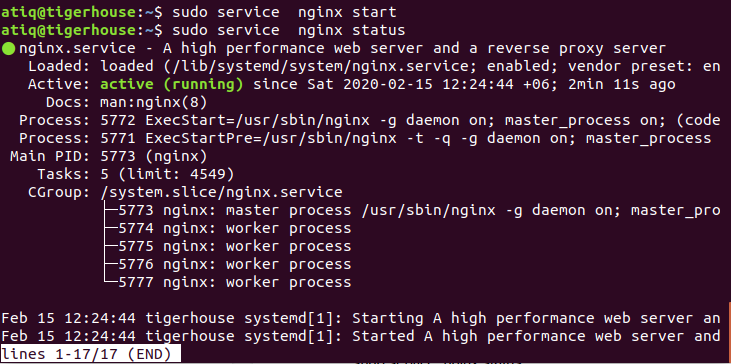 atiq@tigerhouse:~$ sudo service  nginx start
atiq@tigerhouse:~$ sudo service  nginx status
● nginx.service - A high performance web server and a reverse proxy server
   Loaded: loaded (/lib/systemd/system/nginx.service; enabled; vendor preset: en
   Active: active (running) since Sat 2020-02-15 12:24:44 +06; 2min 11s ago
     Docs: man:nginx(8)
  Process: 5772 ExecStart=/usr/sbin/nginx -g daemon on; master_process on; (code
  Process: 5771 ExecStartPre=/usr/sbin/nginx -t -q -g daemon on; master_process
 Main PID: 5773 (nginx)
    Tasks: 5 (limit: 4549)
   CGroup: /system.slice/nginx.service
           ├─5773 nginx: master process /usr/sbin/nginx -g daemon on; master_pro
           ├─5774 nginx: worker process
           ├─5775 nginx: worker process
           ├─5776 nginx: worker process
           └─5777 nginx: worker process
Feb 15 12:24:44 tigerhouse systemd[1]: Starting A high performance web server an
Feb 15 12:24:44 tigerhouse systemd[1]: Started A high performance web server and
lines 1-17/17 (END)